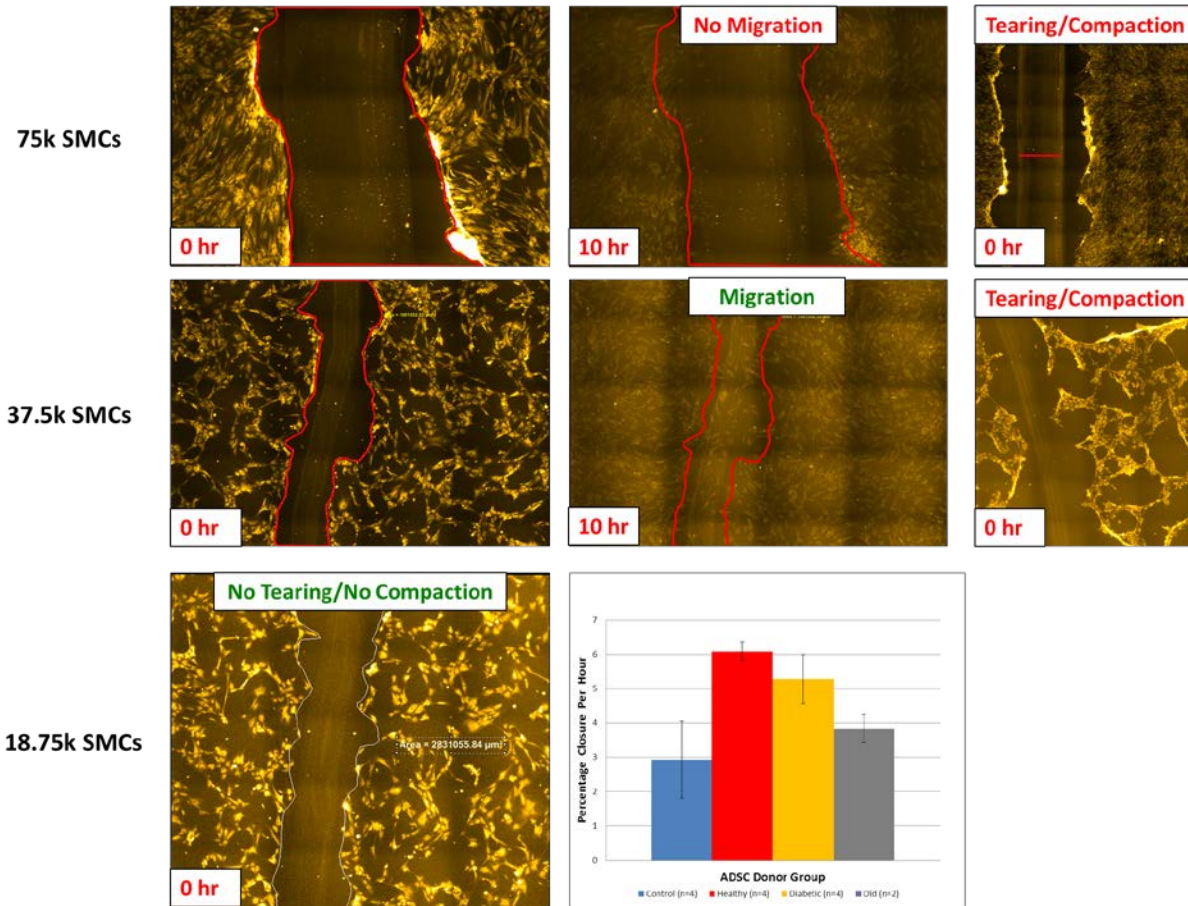 No Migration
Tearing/Compaction
75k SMCs
0 hr
10 hr
0 hr
Migration
Tearing/Compaction
37.5k SMCs
0 hr
10 hr
0 hr
No Tearing/No Compaction
18.75k SMCs
Area = 2831055.84 µm²
0 hr
Percentage Closure Per Hour
7
6
5
4
3
2
1
0
ADSC Donor Group
Control (n=4) Healthy (n=4) Diabetic (n=4) Old (n=2)